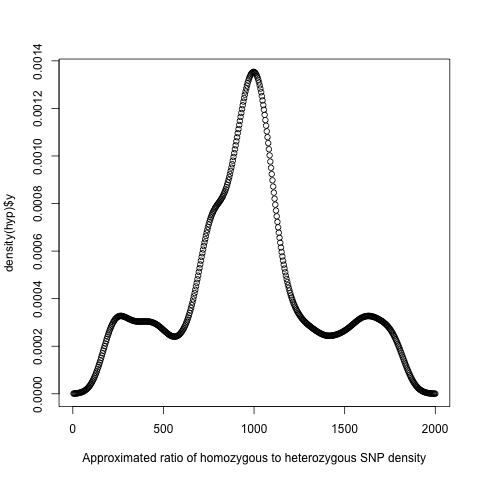 density(hyp)$y
0.0014
0.0012
0.0010
0.0008
0.0006
0.0004
0.0002
0.0000
0 500 1000 1500 2000
Approximated ratio of homozygous to heterozygous SNP density